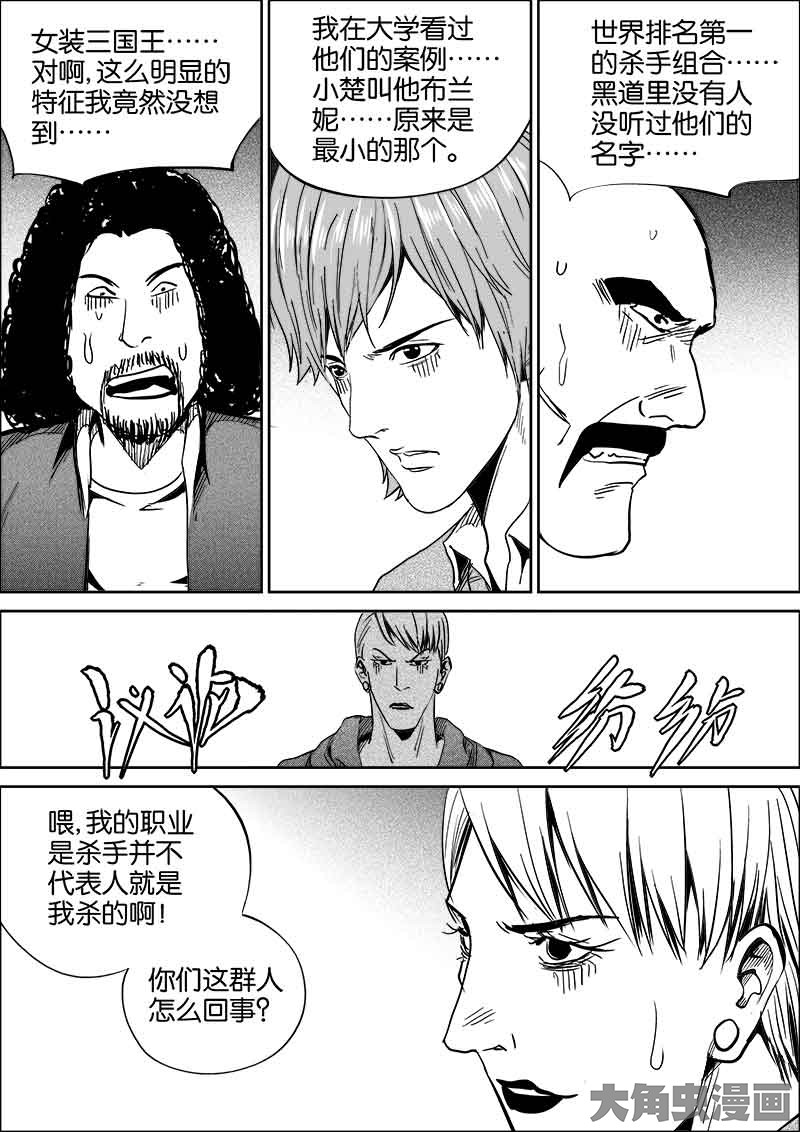 女装三国王……
对啊,这么明显的
特征我竟然没想
到……
我在大学看过
他们的案例……
小楚叫他布兰
妮……原来是
最小的那个。
世界排名第一
的杀手组合……
黑道里没有人
没听过他们的
名字……
议论
纷纷
喂,我的职业
是杀手并不
代表人就是
我杀的啊!
你们这群人
怎么回事?
大角虫漫画